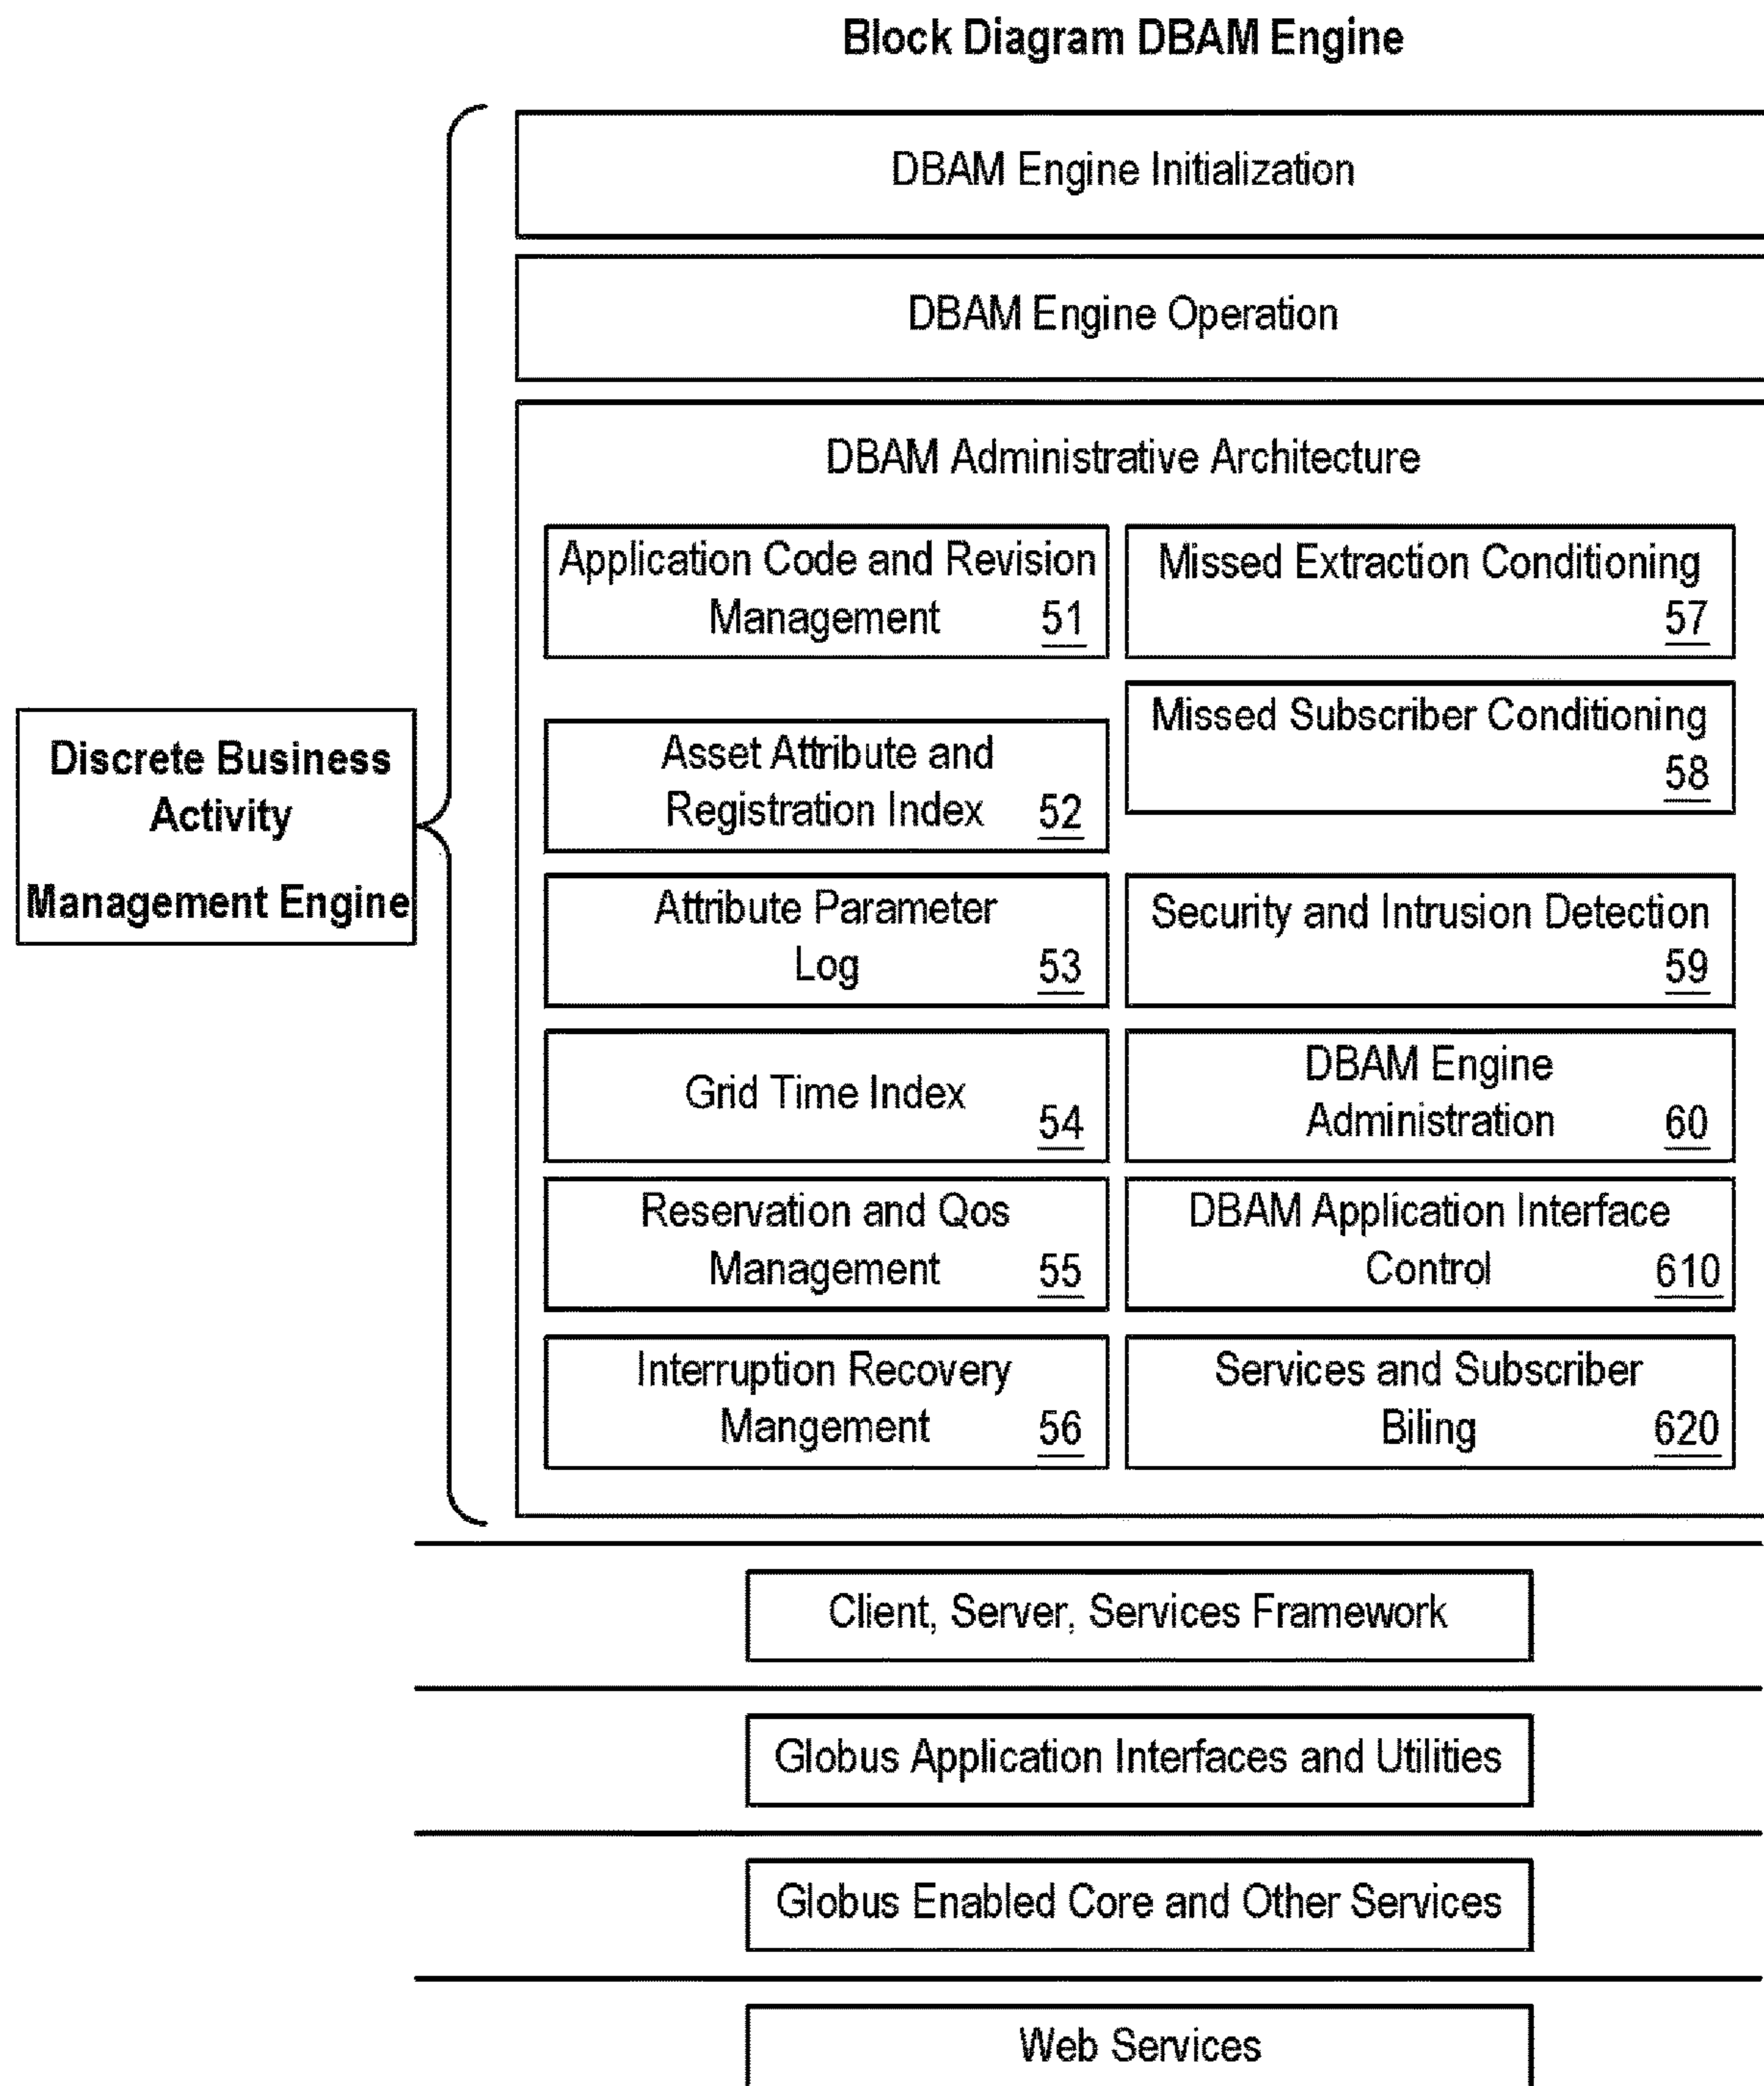 Block Diagram DBAM Engine
DBAM Engine Initialization
DBAM Engine Operation
DBAM Administrative Architecture
Application Code and Revision
Management 51
Asset Attribute and
Registration Index 52
Attribute Parameter
Log 53
Grid Time Index
54
Reservation and Qos
Management 55
Interruption Recovery
Mangement 56
Missed Extraction Conditioning
57
Missed Subscriber Conditioning
58
Security and Intrusion Detection
59
DBAM Engine
Administration 60
DBAM Application Interface
Control 610
Services and Subscriber
Biling 620
Discrete Business
Activity
Management Engine
Client, Server, Services Framework
Globus Application Interfaces and Utilities
Globus Enabled Core and Other Services
Web Services